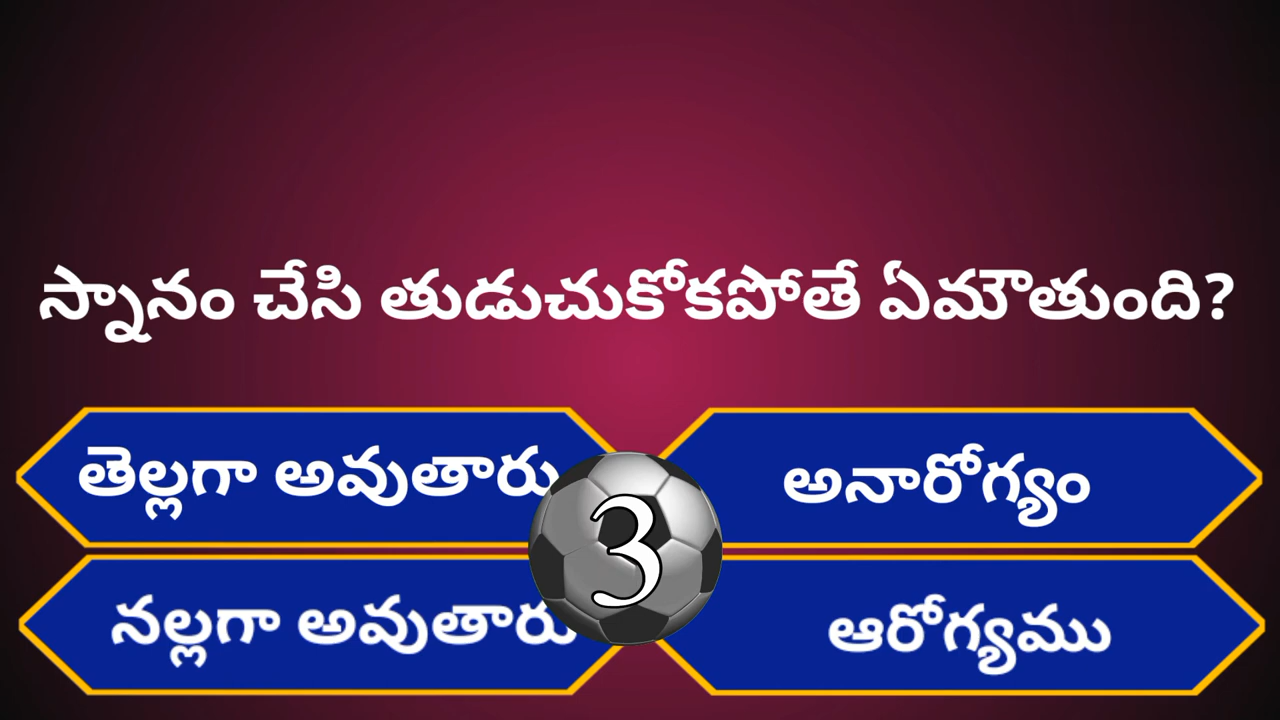 స్నానం చేసి తుడుచుకోకపోతే ఏమౌతుంది?
తెల్లగా అవుతారు
అనారోగ్యం
3
నల్లగా అవుతారు
ఆరోగ్యము